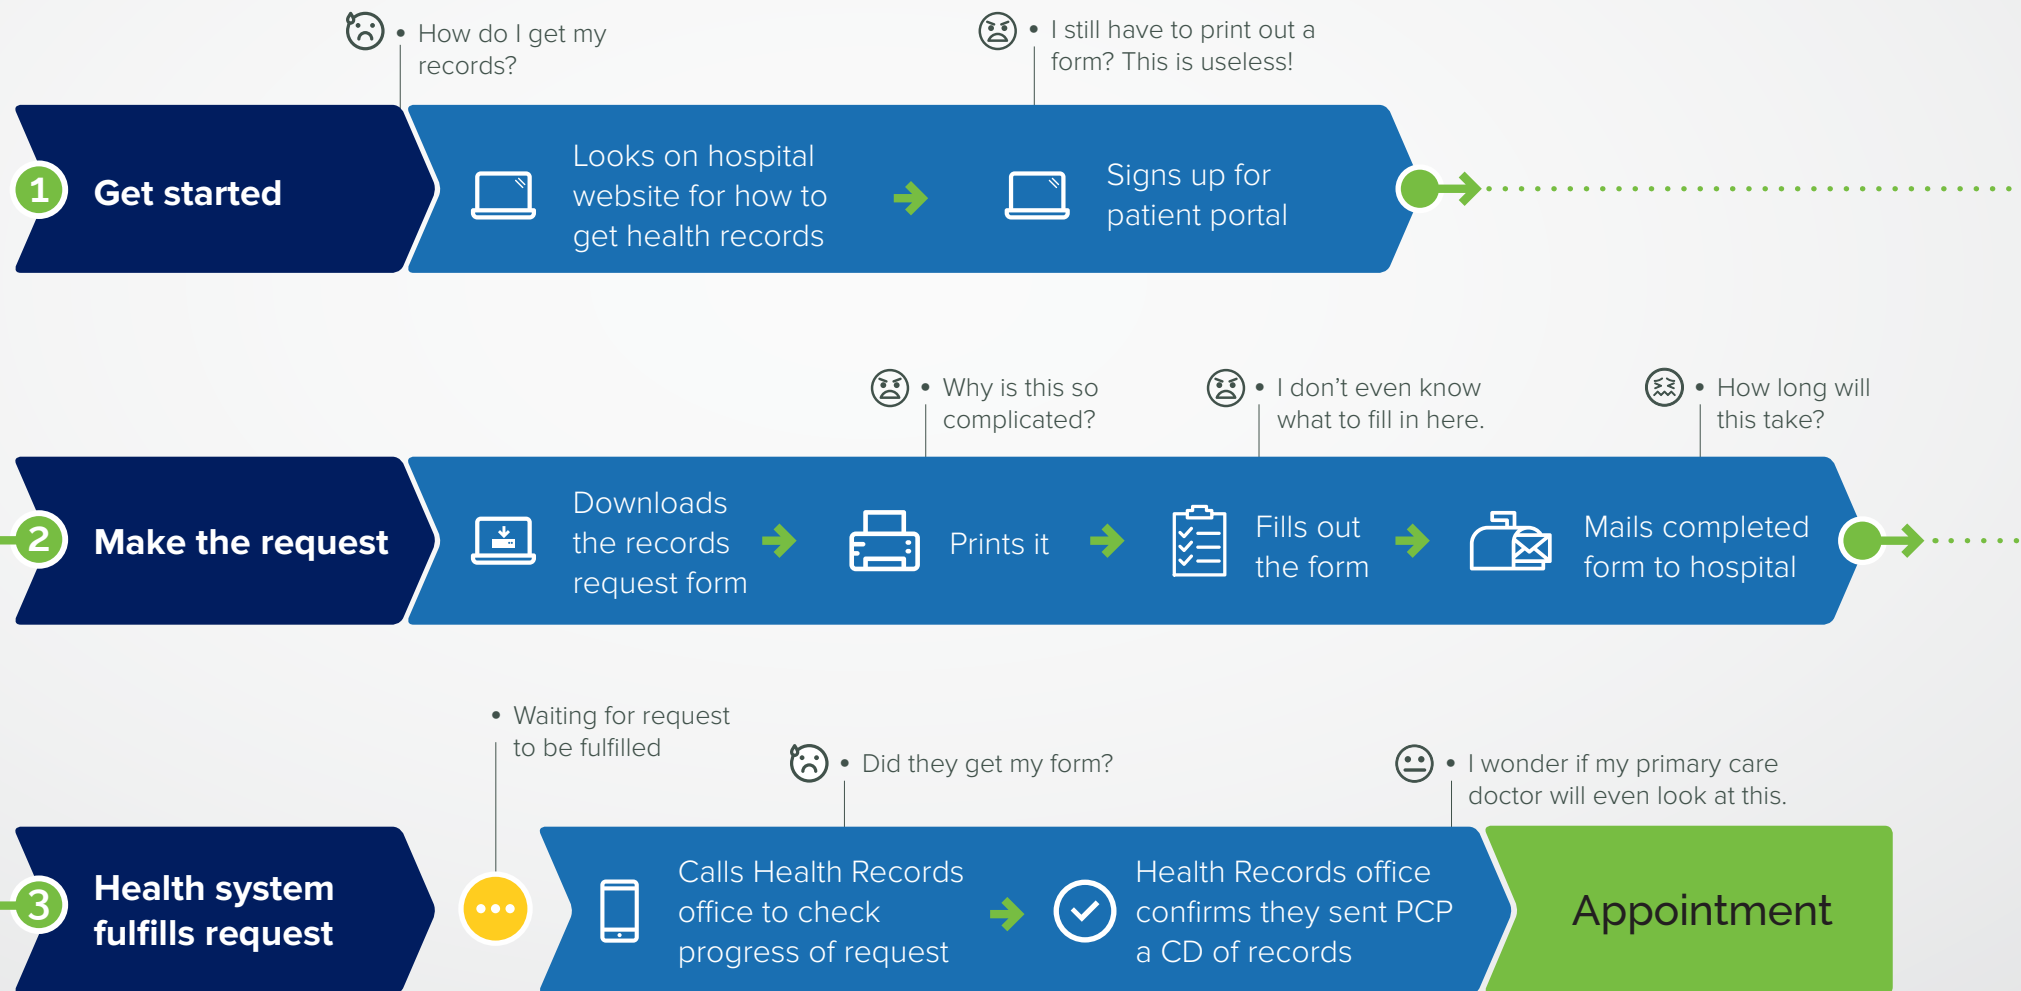 • How do I get my
records?
• I still have to print out a
form? This is useless!
1
Get started
Looks on hospital
website for how to
get health records
Signs up for
patient portal
• Why is this so
complicated?
• I don't even know
what to fill in here.
• How long will
this take?
2
Make the request
Downloads
the records
request form
Prints it
Fills out
the form
Mails completed
form to hospital
• Waiting for request
to be fulfilled
• Did they get my form?
• I wonder if my primary care
doctor will even look at this.
3
Health system
fulfills request
Calls Health Records
office to check
progress of request
Health Records office
confirms they sent PCP
a CD of records
Appointment